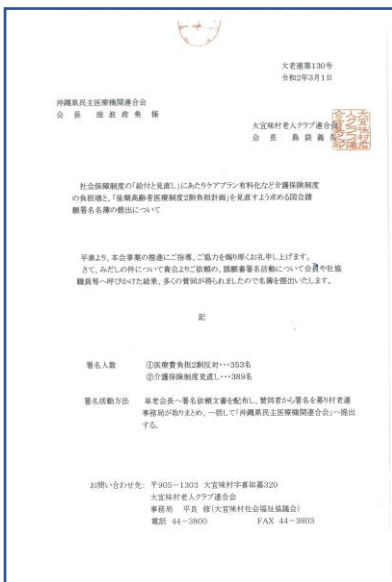 大老連第130号
令和2年3月1日
沖縄県民主医療機関連合会
会 長 座 波 政 美 様
大宜味村老人クラブ連合会
会 長 島 袋 義
社会保障制度の「給付と見直し」にあたりケアプラン有料化など介護保険制度
の負担増と、「後期高齢者医療制度2割負担計画」を見直すよう求める国会請
願署名名簿の提出について
平素より、本会事業の推進にご指導、ご協力を賜り厚くお礼申し上げます。
さて、みだしの件について貴会よりご依頼の、請願書署名活動について会員や社協
職員等へ呼びかけた結果、多くの賛同が得られましたので名簿を提出いたします。
記
署名人数 ①医療費負担2割反対・・・353名
②介護保険制度見直し・・・389名
署名活動方法 単老会長へ署名依頼文書を配布し、賛同者から署名を募り村老連
事務局が取りまとめ、一括して「沖縄県民主医療機関連合会」へ提出
する。
お問い合わせ先: 〒905-1303 大宜味村字喜如嘉320
大宜味村老人クラブ連合会
事務局 平良 修(大宜味村社会福祉協議会)
電話 44-3800 FAX 44-3803